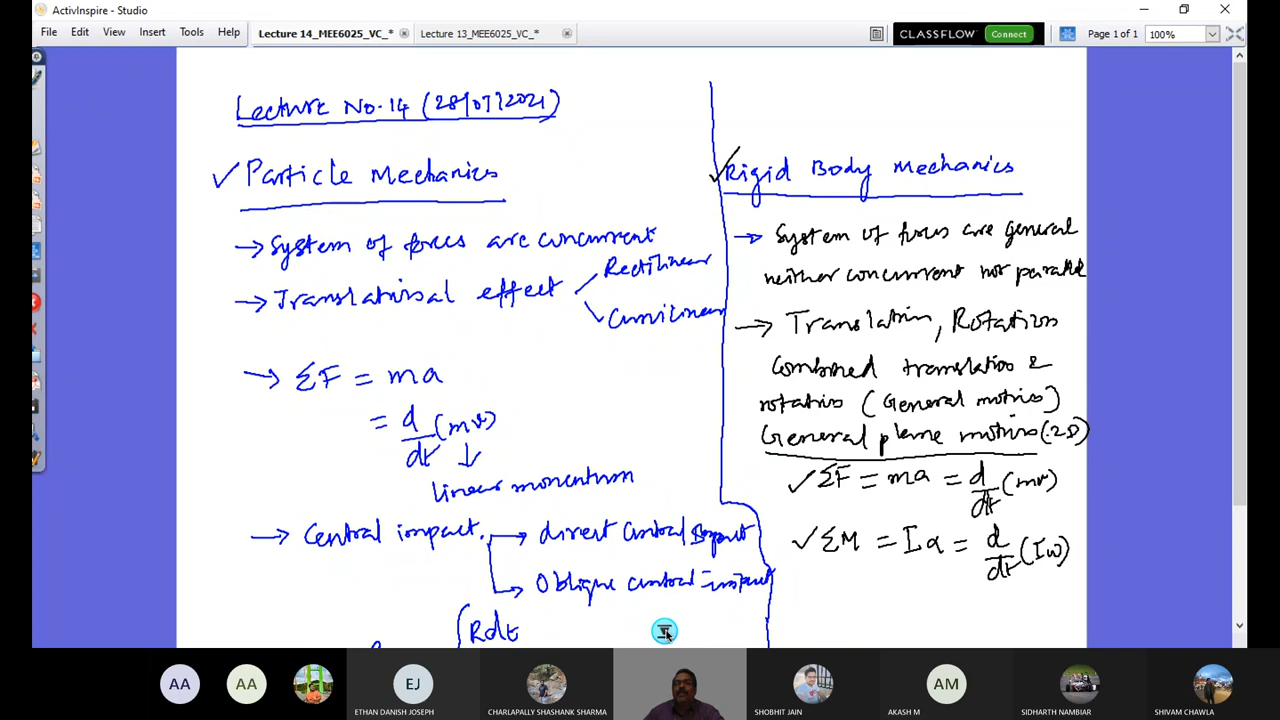 ActivInspire - Studio
File Edit View Insert Tools Help
Lecture 14_MEE6025_VC_*
Lecture 13_MEE6025_VC_*
CLASSFLOW Connect
Page 1 of 1
100%
Lecture No.14 (28/07/2021)
✓ Particle Mechanics
→ System of forces are concurrent
→ Translational effect
Rectilinear
Curvilinear
→ ΣF = ma
= d/dt (mv)
↓
linear momentum
→ Central impact.
→ direct Central Impact
→ Oblique central impact
∫Rdt
✓ Rigid Body Mechanics
→ System of forces are general
neither concurrent nor parallel
→ Translation, Rotation
Combined translation &
rotation (General motion)
General plane motion (2D)
✓ ΣF = ma = d/dt (mv)
✓ ΣM = Iα = d/dt (Iω)
AA
AA
EJ
ETHAN DANISH JOSEPH
CHARLAPALLY SHASHANK SHARMA
SHOBHIT JAIN
AM
AKASH M
SIDHARTH NAMBIAR
SHIVAM CHAWLA